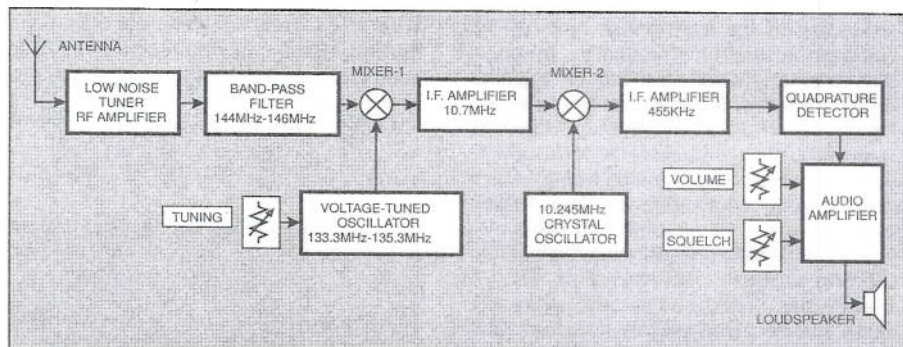 ANTENNA
LOW NOISE
TUNER
RF AMPLIFIER
BAND-PASS
FILTER
144MHz-146MHz
MIXER-1
I.F. AMPLIFIER
10.7MHz
MIXER-2
I.F. AMPLIFIER
455KHz
QUADRATURE
DETECTOR
TUNING
VOLTAGE-TUNED
OSCILLATOR
133.3MHz-135.3MHz
10.245MHz
CRYSTAL
OSCILLATOR
VOLUME
SQUELCH
AUDIO
AMPLIFIER
LOUDSPEAKER